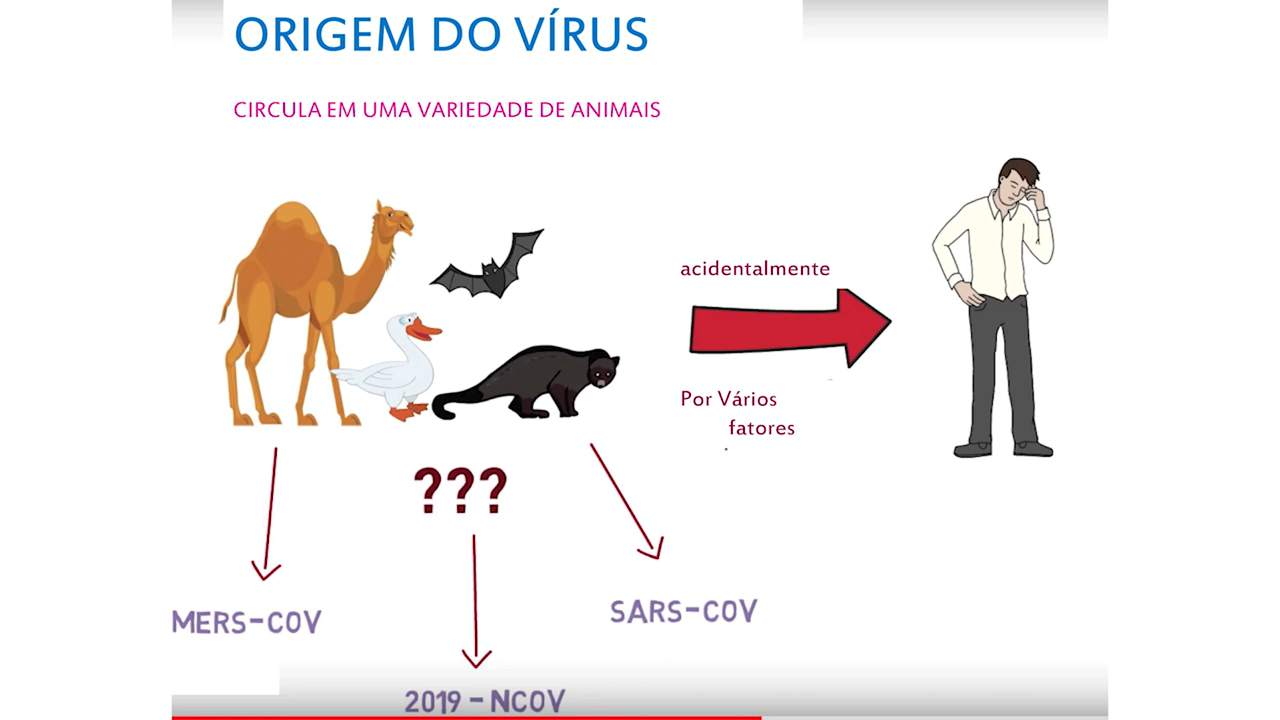 ORIGEM DO VÍRUS
CIRCULA EM UMA VARIEDADE DE ANIMAIS
acidentalmente
Por Vários
fatores
???
MERS-COV
SARS-COV
2019-NCOV